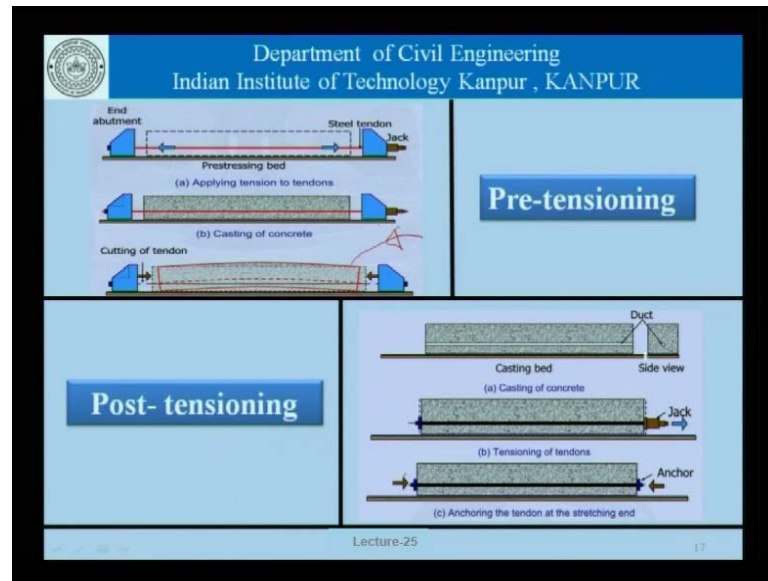 Department of Civil Engineering
Indian Institute of Technology Kanpur , KANPUR
End
abutment
Steel tendon
Jack
Prestressing bed
(a) Applying tension to tendons
(b) Casting of concrete
Cutting of tendon
Pre-tensioning
Post- tensioning
Duct
Casting bed
Side view
(a) Casting of concrete
Jack
(b) Tensioning of tendons
Anchor
(c) Anchoring the tendon at the stretching end
Lecture-25
17